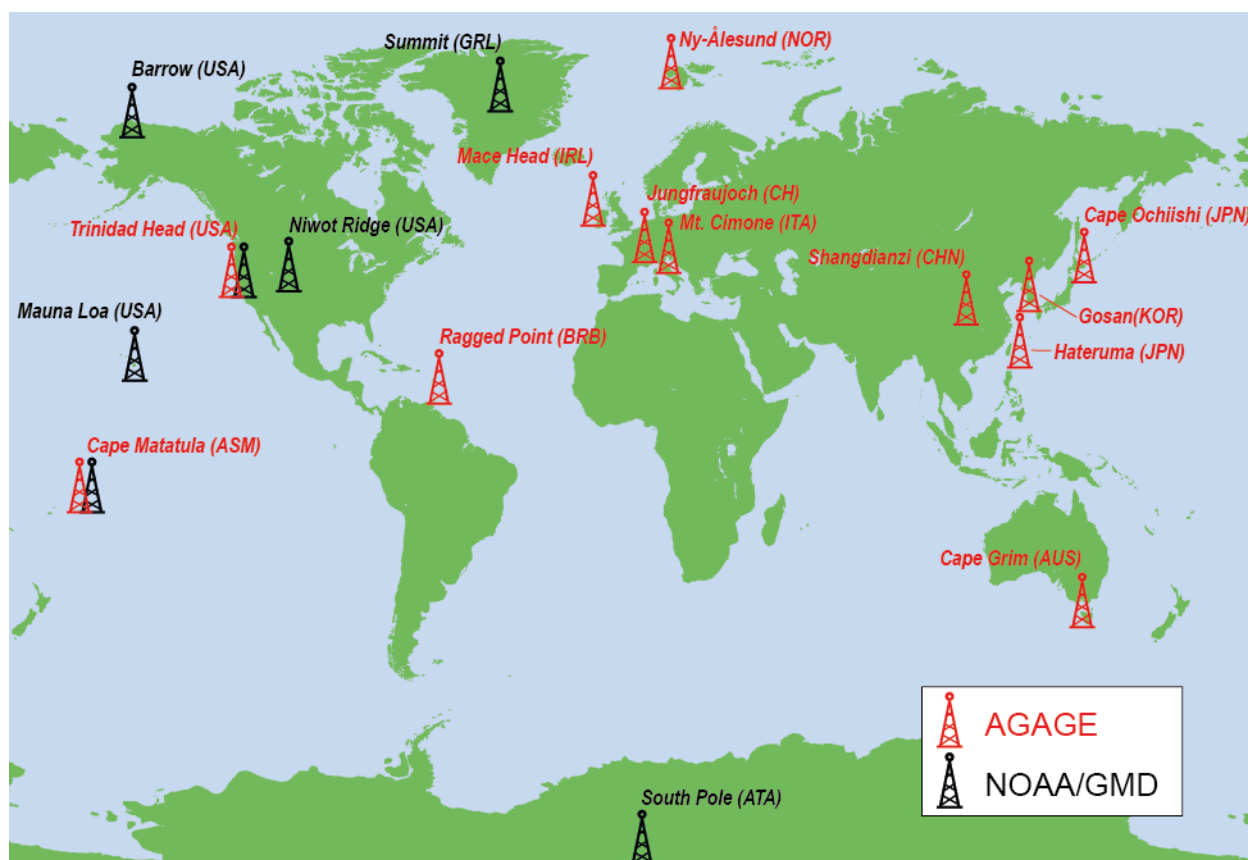 Summit (GRL)
Ny-Ålesund (NOR)
Barrow (USA)
Mace Head (IRL)
Jungfraujoch (CH)
Mt. Cimone (ITA)
Cape Ochiishi (JPN)
Trinidad Head (USA)
Niwot Ridge (USA)
Shangdianzi (CHN)
Mauna Loa (USA)
Gosan(KOR)
Ragged Point (BRB)
Hateruma (JPN)
Cape Matatula (ASM)
Cape Grim (AUS)
AGAGE
NOAA/GMD
South Pole (ATA)